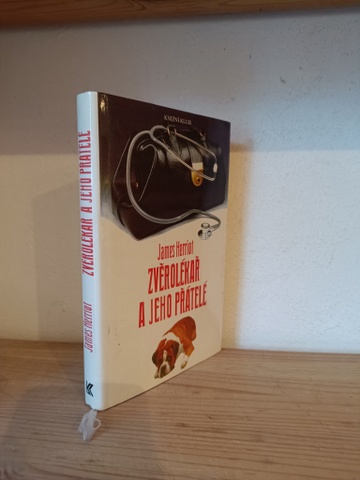 KNIŽNÍ KLUB
James Herriot
ZVĚROLÉKAŘ
A JEHO PŘÁTELÉ
James Herriot ZVĚROLÉKAŘ A JEHO PŘÁTELÉ